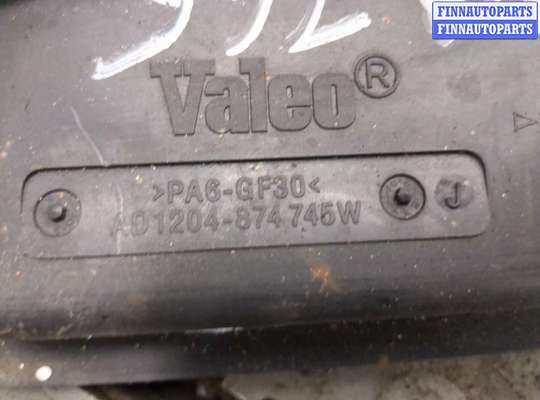 FINNAUTOPARTS
FINNAUTOPARTS
Valeo®
>PA6-GF30<
AD1204-874745W
J